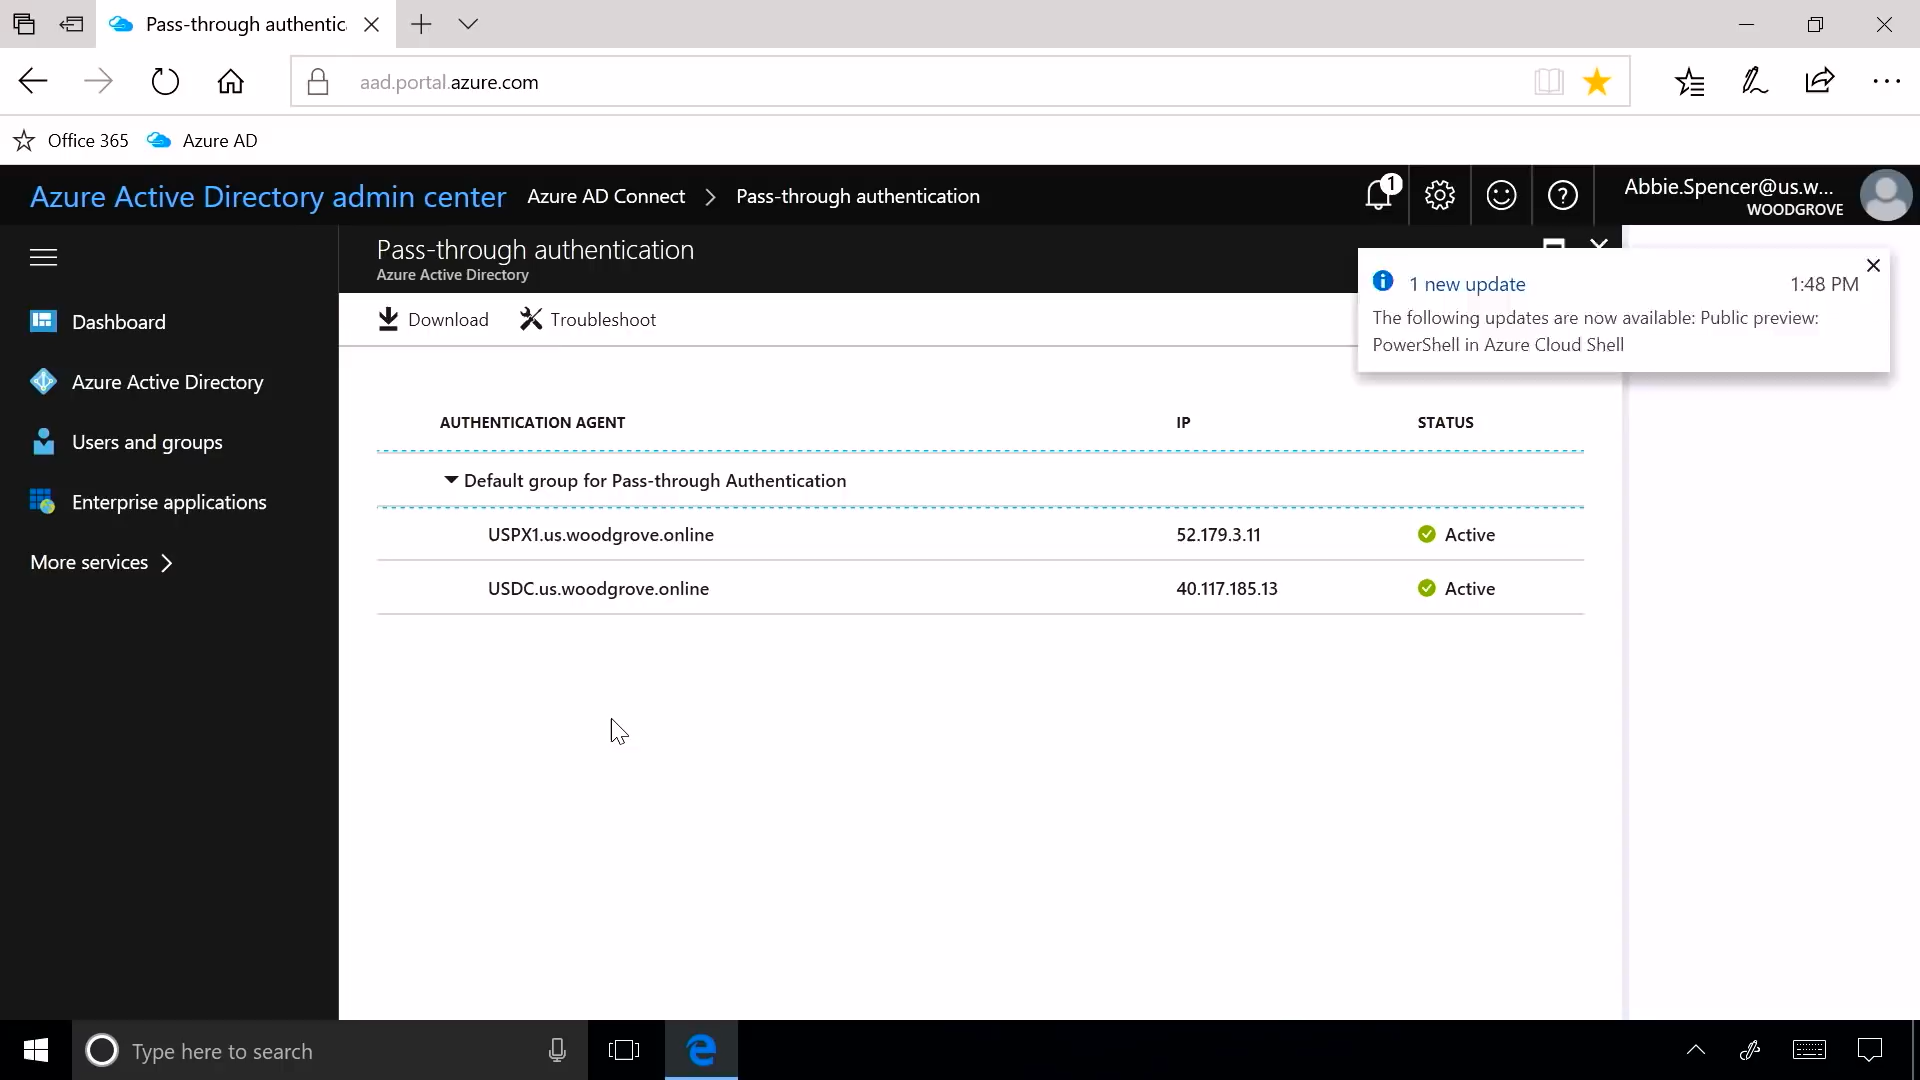 Pass-through authentic
aad.portal.azure.com
Office 365
Azure AD
Azure Active Directory admin center
Azure AD Connect
Pass-through authentication
1
Abbie.Spencer@us.w...
WOODGROVE
Pass-through authentication
Azure Active Directory
Download
Troubleshoot
1 new update
1:48 PM
The following updates are now available: Public preview:
PowerShell in Azure Cloud Shell
Dashboard
Azure Active Directory
Users and groups
Enterprise applications
More services
AUTHENTICATION AGENT
IP
STATUS
Default group for Pass-through Authentication
USPX1.us.woodgrove.online
52.179.3.11
Active
USDC.us.woodgrove.online
40.117.185.13
Active
Type here to search